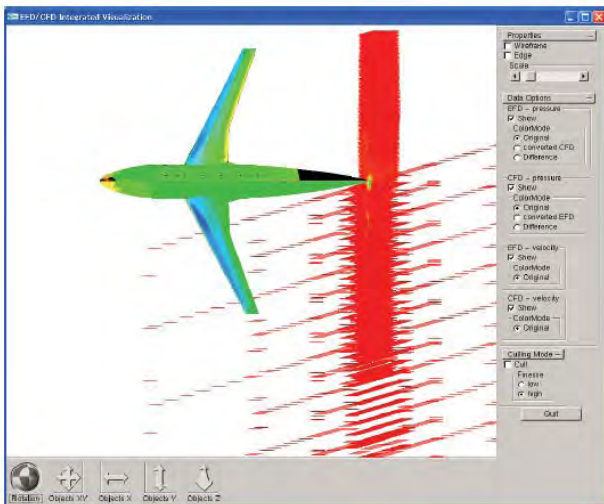 EFD/CFD Integrated Visualization
Properties
Wireframe
Edge
Scale
Data Options
EFD - pressure
Show
ColorMode
Original
converted CFD
Difference
CFD - pressure
Show
ColorMode
Original
converted EFD
Difference
EFD - velocity
Show
ColorMode
Original
CFD - velocity
Show
ColorMode
Original
Culling Mode
Cull
Finesse
low
high
Quit
Rotation
Objects XY
Objects X
Objects Y
Objects Z